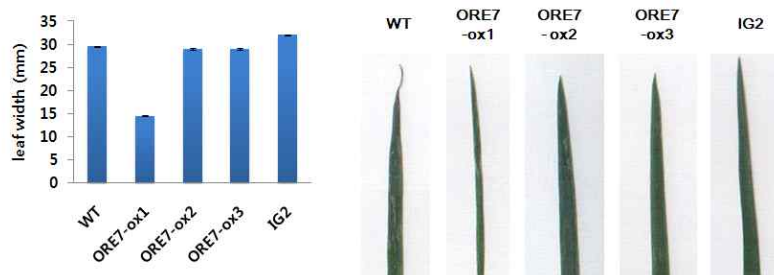 leaf width (mm)
35
30
25
20
15
10
5
0
WT
ORE7-ox1
ORE7-ox2
ORE7-ox3
IG2
WT
ORE7
-ox1
ORE7
-ox2
ORE7
-ox3
IG2